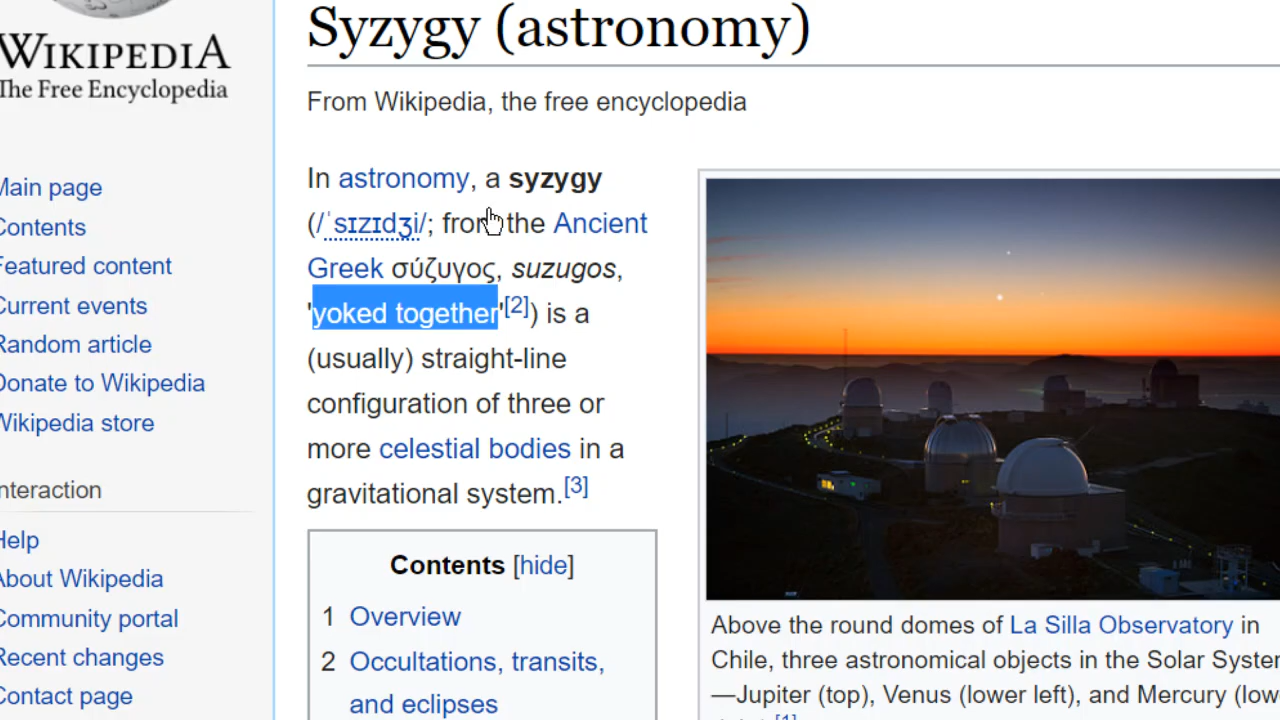 Syzygy (astronomy)
WIKIPEDIA
The Free Encyclopedia
From Wikipedia, the free encyclopedia
Main page
Contents
Featured content
Current events
Random article
Donate to Wikipedia
Wikipedia store
Interaction
Help
About Wikipedia
Community portal
Recent changes
Contact page
In astronomy, a syzygy
(/ˈsɪzɪdʒi/; from the Ancient
Greek σύζυγος, suzugos,
'yoked together'[2]) is a
(usually) straight-line
configuration of three or
more celestial bodies in a
gravitational system.[3]
Contents [hide]
1 Overview
2 Occultations, transits,
and eclipses
Above the round domes of La Silla Observatory in
Chile, three astronomical objects in the Solar System
—Jupiter (top), Venus (lower left), and Mercury (low
[1]